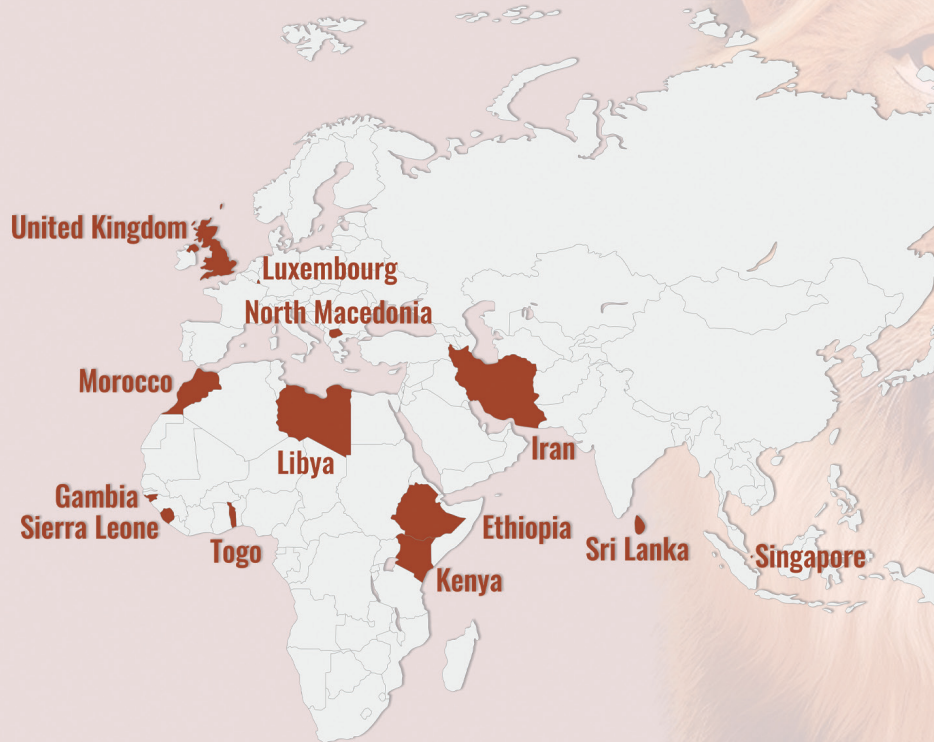 United Kingdom
Luxembourg
North Macedonia
Morocco
Libya
Iran
Gambia
Sierra Leone
Togo
Ethiopia
Kenya
Sri Lanka
Singapore